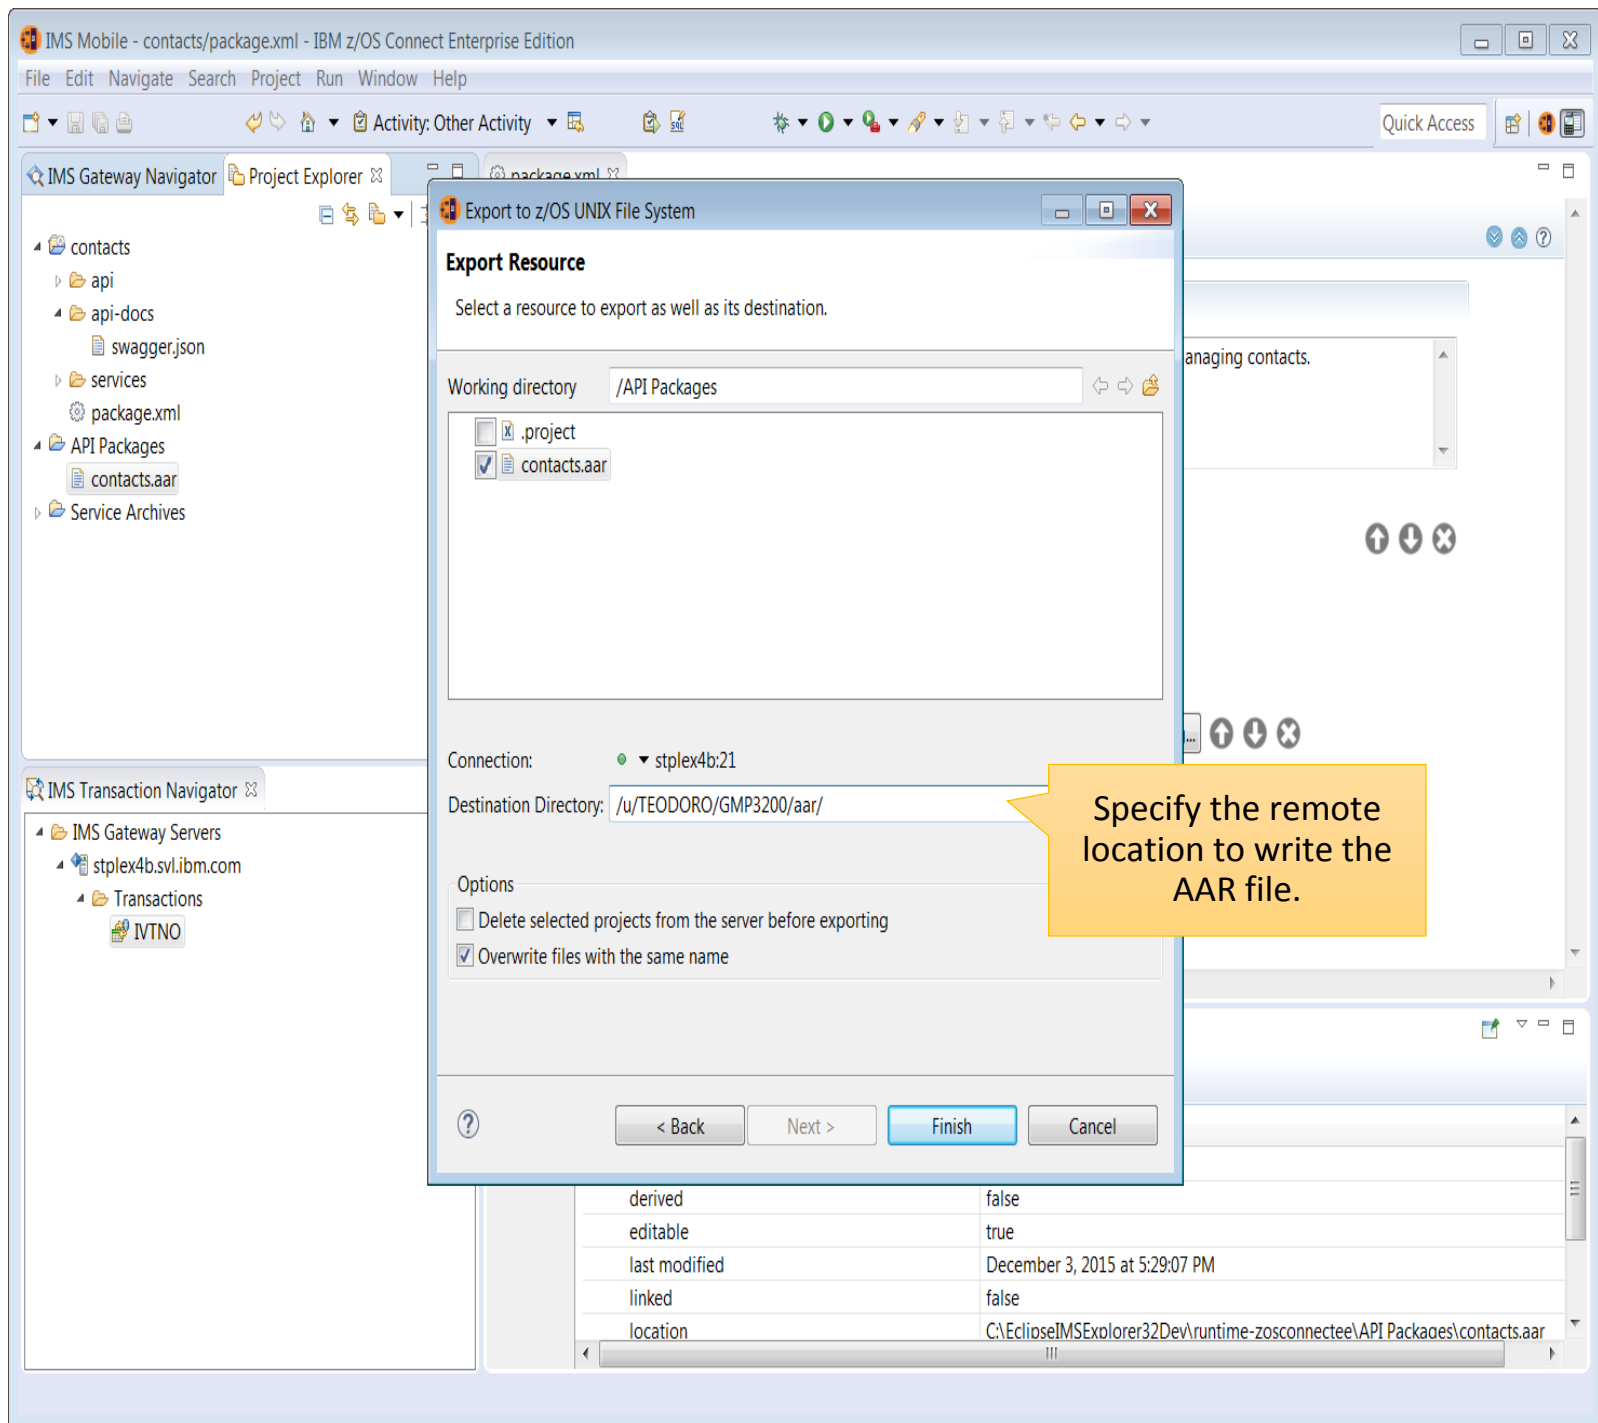 IMS Mobile - contacts/package.xml - IBM z/OS Connect Enterprise Edition
File Edit Navigate Search Project Run Window Help
Activity: Other Activity
Quick Access
IMS Gateway Navigator Project Explorer
package.xml
contacts
api
api-docs
swagger.json
services
package.xml
API Packages
contacts.aar
Service Archives
Export to z/OS UNIX File System
Export Resource
Select a resource to export as well as its destination.
Working directory /API Packages
.project
contacts.aar
anaging contacts.
Connection: stplex4b:21
Destination Directory: /u/TEODORO/GMP3200/aar/
Specify the remote
location to write the
AAR file.
Options
Delete selected projects from the server before exporting
Overwrite files with the same name
< Back Next > Finish Cancel
IMS Transaction Navigator
IMS Gateway Servers
stplex4b.svl.ibm.com
Transactions
IVTNO
derived false
editable true
last modified December 3, 2015 at 5:29:07 PM
linked false
location C:\EclipseIMSExplorer32Dev\runtime-zosconnectee\API Packages\contacts.aar